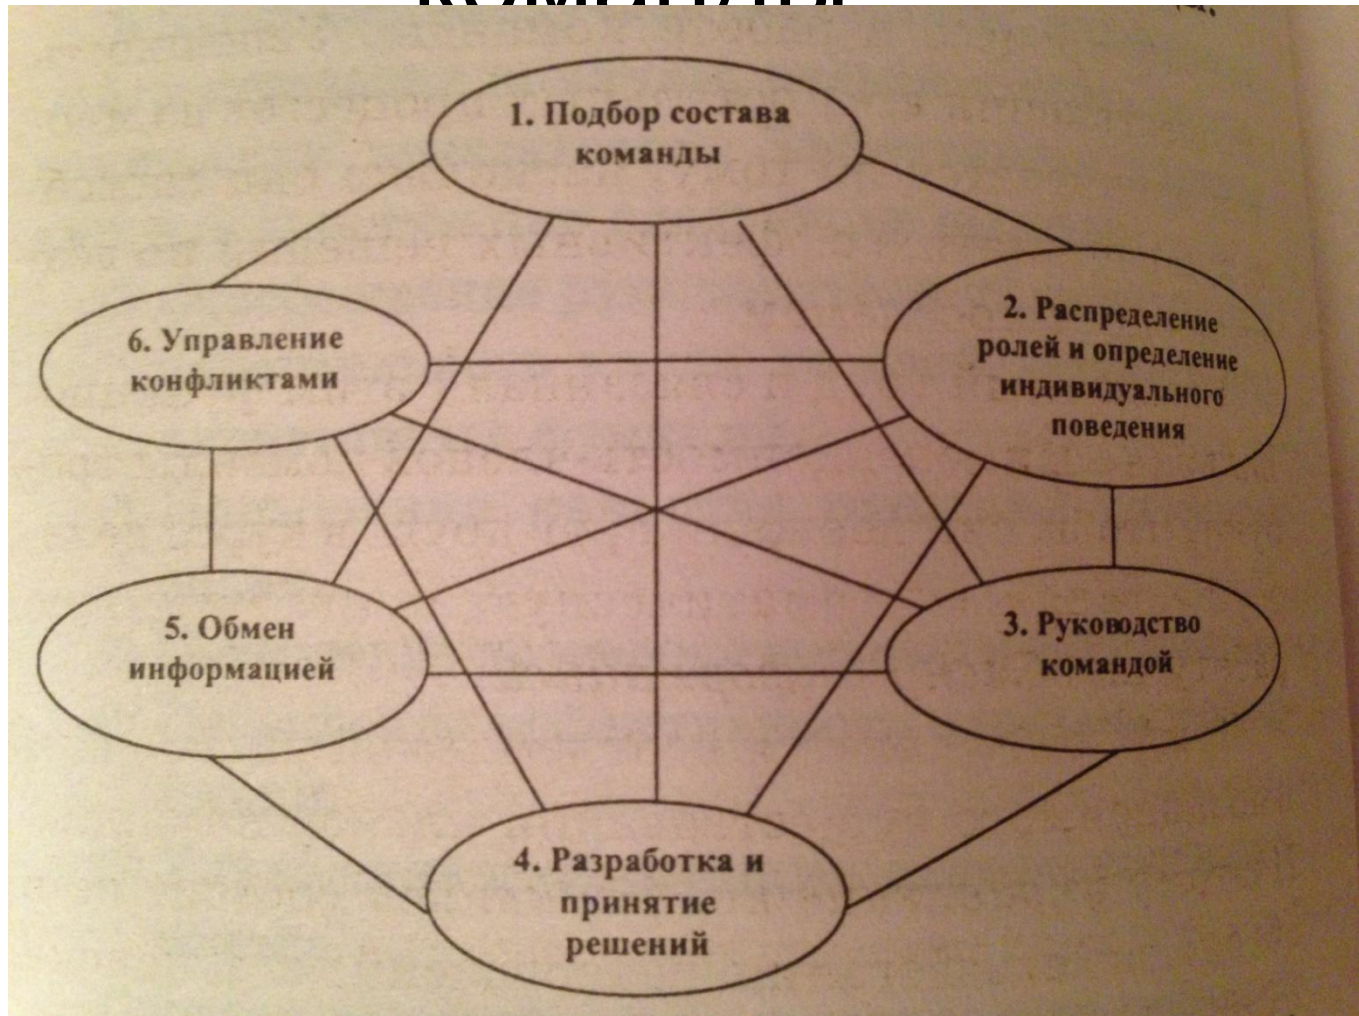 1. Подбор состава
команды
2. Распределение
ролей и определение
индивидуального
поведения
6. Управление
конфликтами
3. Руководство
командой
5. Обмен
информацией
4. Разработка и
принятие
решений